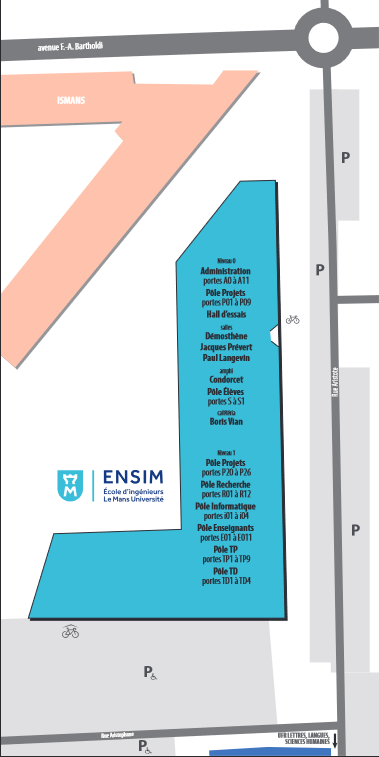 avenue F.-A. Bartholdi
ISMANS
P
P
Niveau 0
Administration
portes A0 à A11
Pôle Projets
portes P01 à P09
Hall d'essais
salles
Démosthène
Jacques Prévert
Paul Langevin
amphi
Condorcet
Pôle Élèves
portes S à S1
cafétéria
Boris Vian
Rue Aristote
Niveau 1
Pôle Projets
portes P20 à P26
Pôle Recherche
portes R01 à R12
Pôle Informatique
portes i01 à i04
Pôle Enseignants
portes E01 à E011
Pôle TP
portes TP1 à TP9
Pôle TD
portes TD1 à TD4
ENSIM
École d'ingénieurs
Le Mans Université
P
P
Rue
UFR LETTRES, LANGUES,
SCIENCES HUMAINES
P